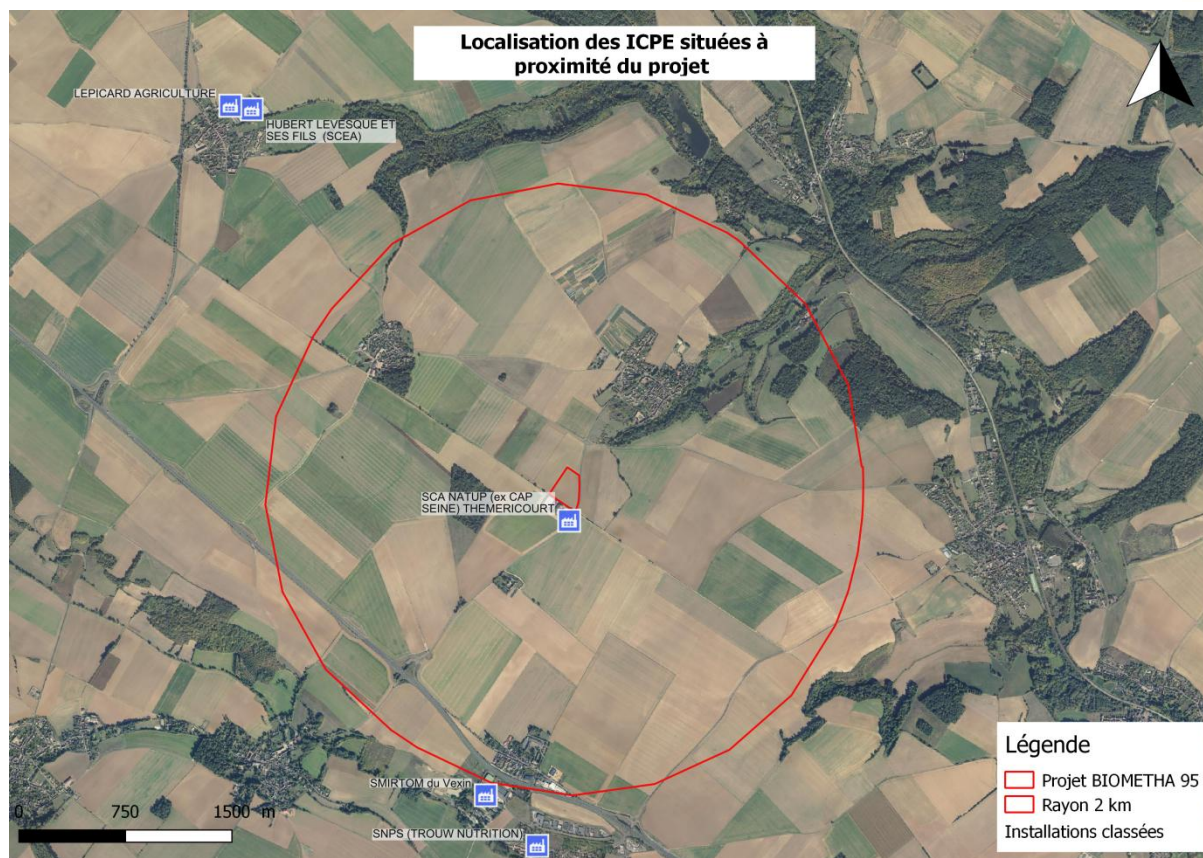 Localisation des ICPE situées à
proximité du projet
LEPICARD AGRICULTURE
HUBERT LEVESQUE ET
SES FILS (SCEA)
SCA NATUP (ex CAP
SEINE) THEMERICOURT
SMIRTOM du Vexin
SNPS (TROUW NUTRITION)
0 750 1500 m
Légende
Projet BIOMETHA 95
Rayon 2 km
Installations classées